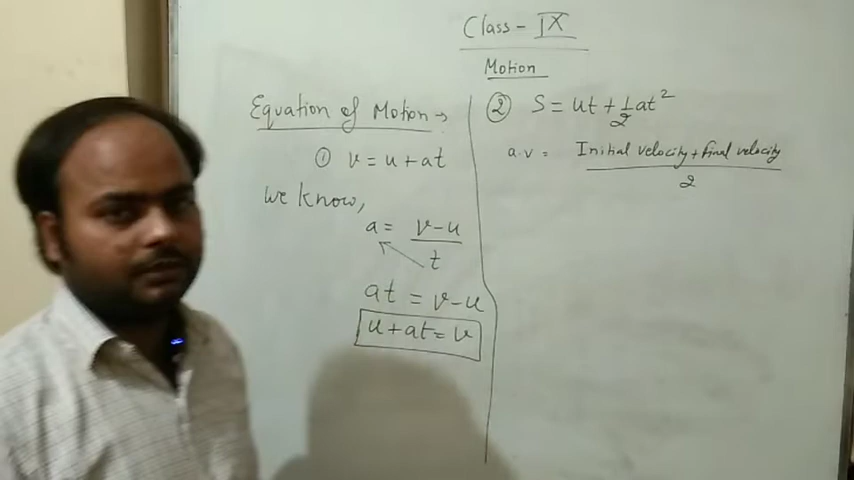 Class - IX
Motion
Equation of Motion →
① v = u + at
We know,
a = v - u / t
at = v - u
u + at = v
② S = ut + 1/2 at²
a.v = Initial velocity + final velocity / 2